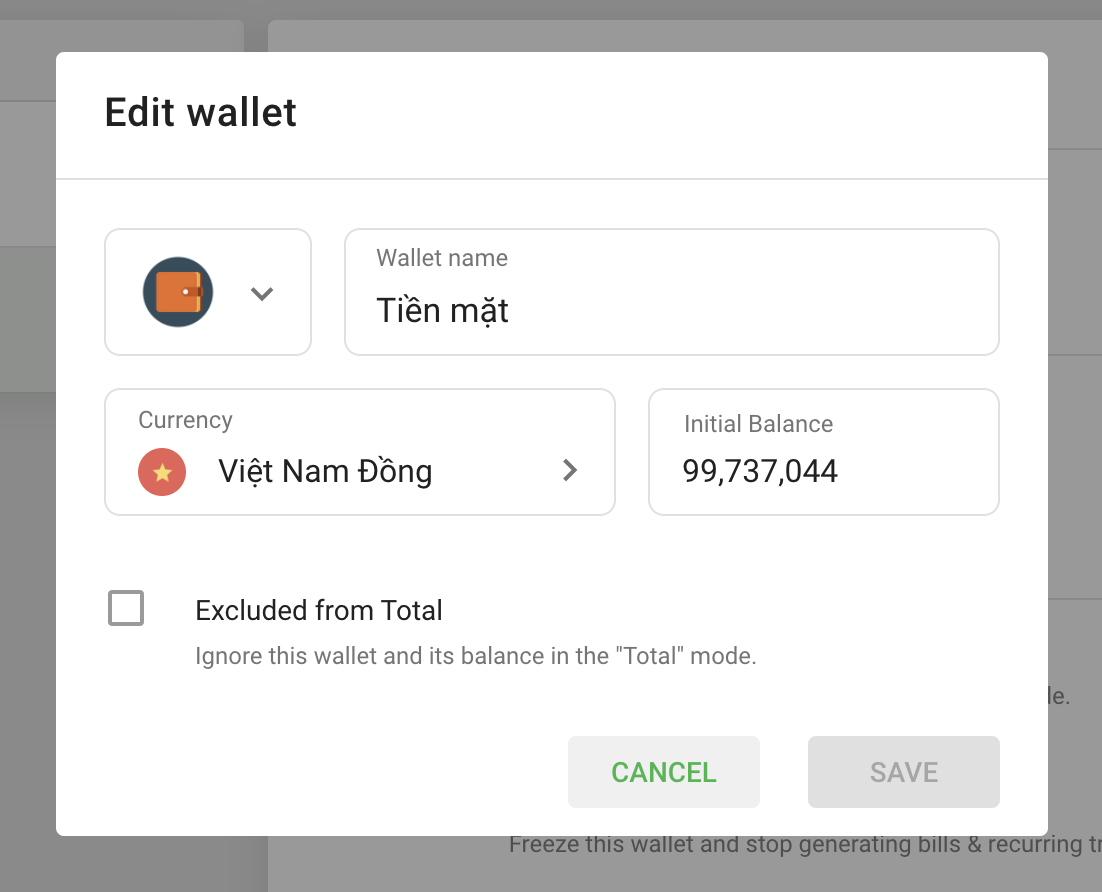 Edit wallet
Wallet name
Tiền mặt
Currency
Việt Nam Đồng
Initial Balance
99,737,044
Excluded from Total
Ignore this wallet and its balance in the "Total" mode.
CANCEL
SAVE
Freeze this wallet and stop generating bills & recurring